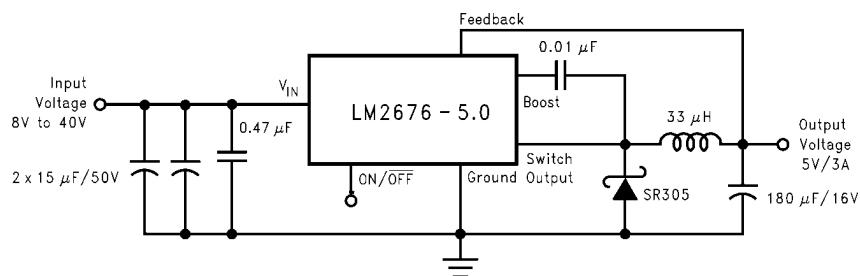 Feedback
0.01 µF
Input
Voltage
8V to 40V
V_IN
LM2676 – 5.0
Boost
0.47 µF
33 µH
Output
Voltage
5V/3A
2 x 15 µF/50V
ON/O̅F̅F̅
Ground
Switch
Output
SR305
180 µF/16V